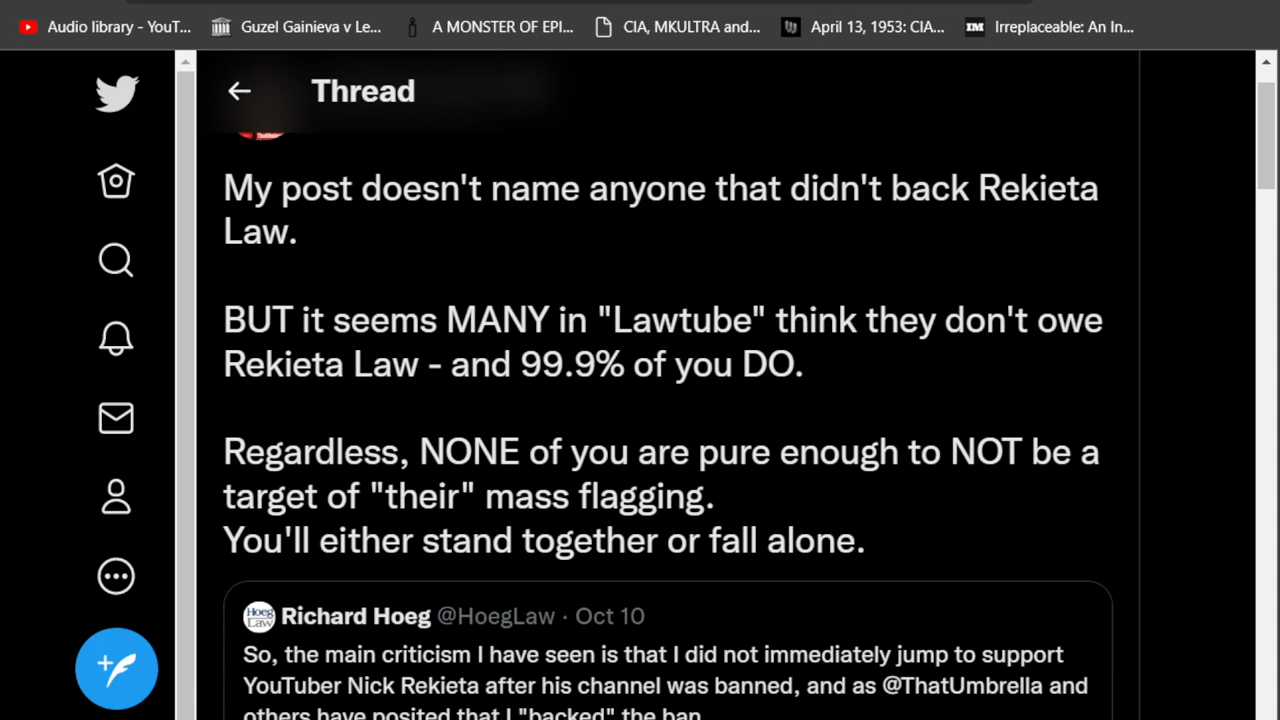 Audio library - YouT... Guzel Gainieva v Le... A MONSTER OF EPI... CIA, MKULTRA and... April 13, 1953: CIA... IM Irreplaceable: An In...
Thread
My post doesn't name anyone that didn't back Rekieta
Law.
BUT it seems MANY in "Lawtube" think they don't owe
Rekieta Law - and 99.9% of you DO.
Regardless, NONE of you are pure enough to NOT be a
target of "their" mass flagging.
You'll either stand together or fall alone.
Hoeg Law Richard Hoeg @HoegLaw · Oct 10
So, the main criticism I have seen is that I did not immediately jump to support
YouTuber Nick Rekieta after his channel was banned, and as @ThatUmbrella and
others have posited that I "backed" the ban.